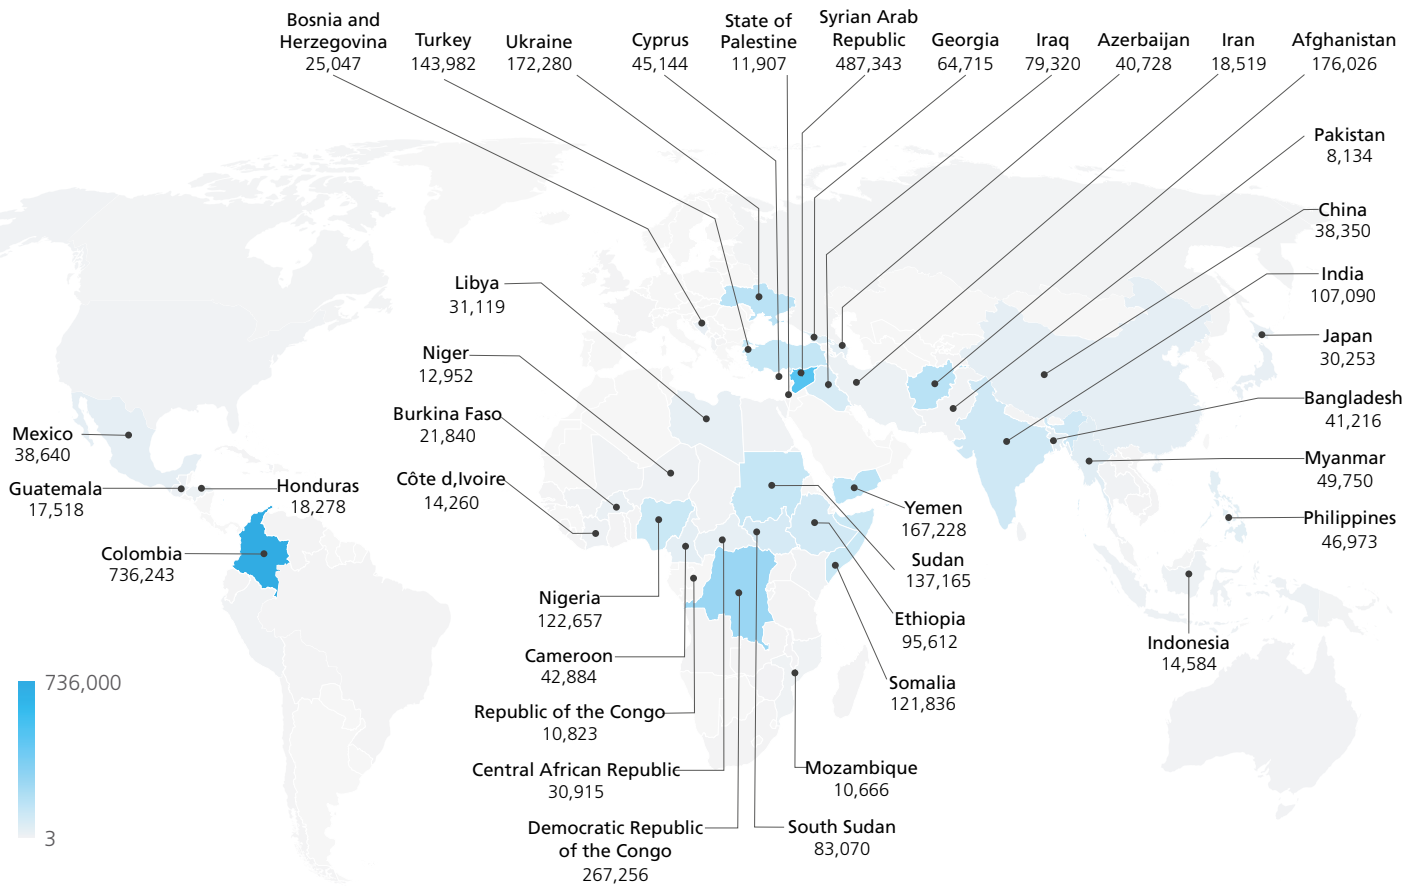 Bosnia and
Herzegovina
25,047
Turkey
143,982
Ukraine
172,280
Cyprus
45,144
State of
Palestine
11,907
Syrian Arab
Republic
487,343
Georgia
64,715
Iraq
79,320
Azerbaijan
40,728
Iran
18,519
Afghanistan
176,026
Pakistan
8,134
China
38,350
India
107,090
Japan
30,253
Bangladesh
41,216
Myanmar
49,750
Philippines
46,973
Indonesia
14,584
Libya
31,119
Niger
12,952
Burkina Faso
21,840
Côte d,Ivoire
14,260
Mexico
38,640
Guatemala
17,518
Honduras
18,278
Colombia
736,243
Yemen
167,228
Sudan
137,165
Ethiopia
95,612
Somalia
121,836
Nigeria
122,657
Cameroon
42,884
Republic of the Congo
10,823
Central African Republic
30,915
Democratic Republic
of the Congo
267,256
Mozambique
10,666
South Sudan
83,070
736,000
3